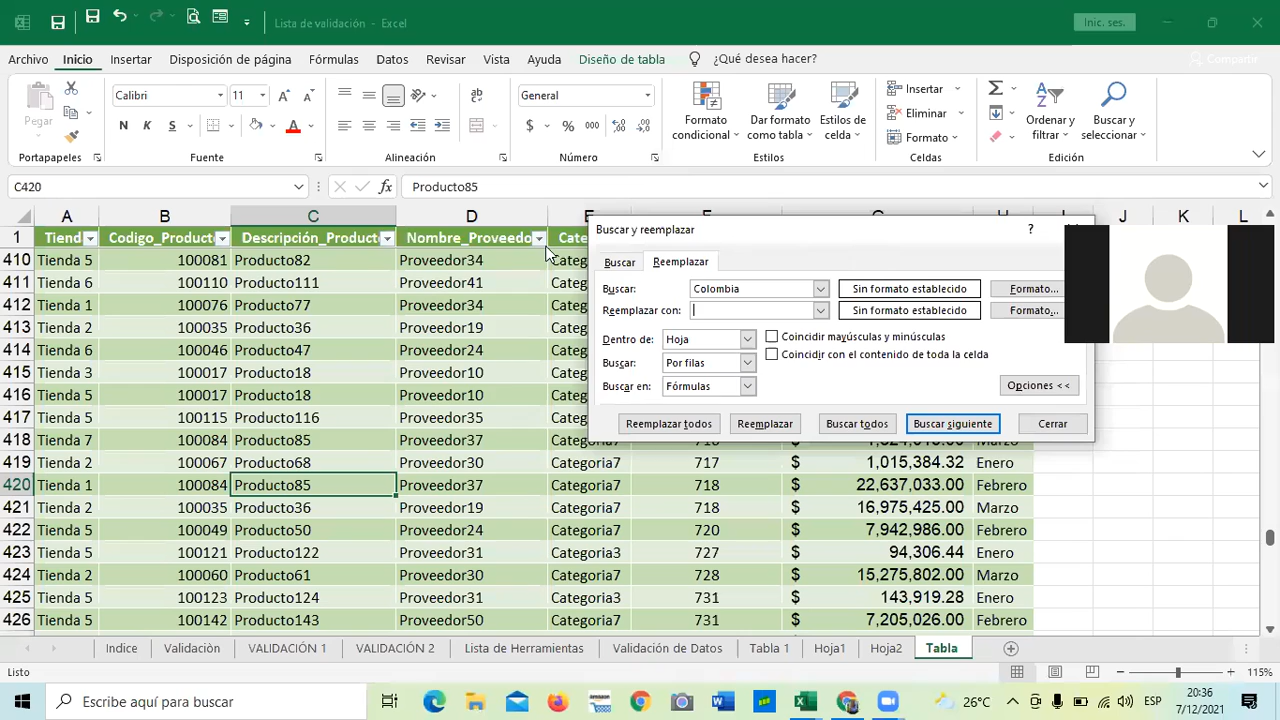 Lista de validación - Excel
Inic. ses.
Archivo Inicio Insertar Disposición de página Fórmulas Datos Revisar Vista Ayuda Diseño de tabla ¿Qué desea hacer? Compartir
Pegar
Calibri 11
N K S
General
$ % 000
Formato condicional
Dar formato como tabla
Estilos de celda
Insertar
Eliminar
Formato
Ordenar y filtrar
Buscar y seleccionar
Portapapeles Fuente Alineación Número Estilos Celdas Edición
C420 fx Producto85
A B C D E F G H J K L
1 Tiend Codigo_Product Descripción_Product Nombre_Proveedo Cate
410 Tienda 5 100081 Producto82 Proveedor34 Categ
411 Tienda 6 100110 Producto111 Proveedor41 Categ
412 Tienda 1 100076 Producto77 Proveedor34 Categ
413 Tienda 2 100035 Producto36 Proveedor19 Categ
414 Tienda 6 100046 Producto47 Proveedor24 Categ
415 Tienda 3 100017 Producto18 Proveedor10 Categ
416 Tienda 5 100017 Producto18 Proveedor10 Categ
417 Tienda 5 100115 Producto116 Proveedor35 Categ
418 Tienda 7 100084 Producto85 Proveedor37 Categ
419 Tienda 2 100067 Producto68 Proveedor30 Categoria7 717 $ 1,015,384.32 Enero
420 Tienda 1 100084 Producto85 Proveedor37 Categoria7 718 $ 22,637,033.00 Febrero
421 Tienda 2 100035 Producto36 Proveedor19 Categoria7 718 $ 16,975,425.00 Marzo
422 Tienda 5 100049 Producto50 Proveedor24 Categoria7 720 $ 7,942,986.00 Febrero
423 Tienda 5 100121 Producto122 Proveedor31 Categoria3 727 $ 94,306.44 Enero
424 Tienda 2 100060 Producto61 Proveedor30 Categoria7 728 $ 15,275,802.00 Marzo
425 Tienda 5 100123 Producto124 Proveedor31 Categoria3 731 $ 143,919.28 Enero
426 Tienda 5 100142 Producto143 Proveedor50 Categoria7 731 $ 7,205,026.00 Febrero
Buscar y reemplazar ?
Buscar Reemplazar
Buscar: Colombia Sin formato establecido Formato...
Reemplazar con: Sin formato establecido Formato...
Dentro de: Hoja Coincidir mayúsculas y minúsculas
Buscar: Por filas Coincidir con el contenido de toda la celda
Buscar en: Fórmulas Opciones <<
Reemplazar todos Reemplazar Buscar todos Buscar siguiente Cerrar
Indice Validación VALIDACIÓN 1 VALIDACIÓN 2 Lista de Herramientas Validación de Datos Tabla 1 Hoja1 Hoja2 Tabla
Listo 115%
Escribe aquí para buscar 26°C ESP 20:36
7/12/2021